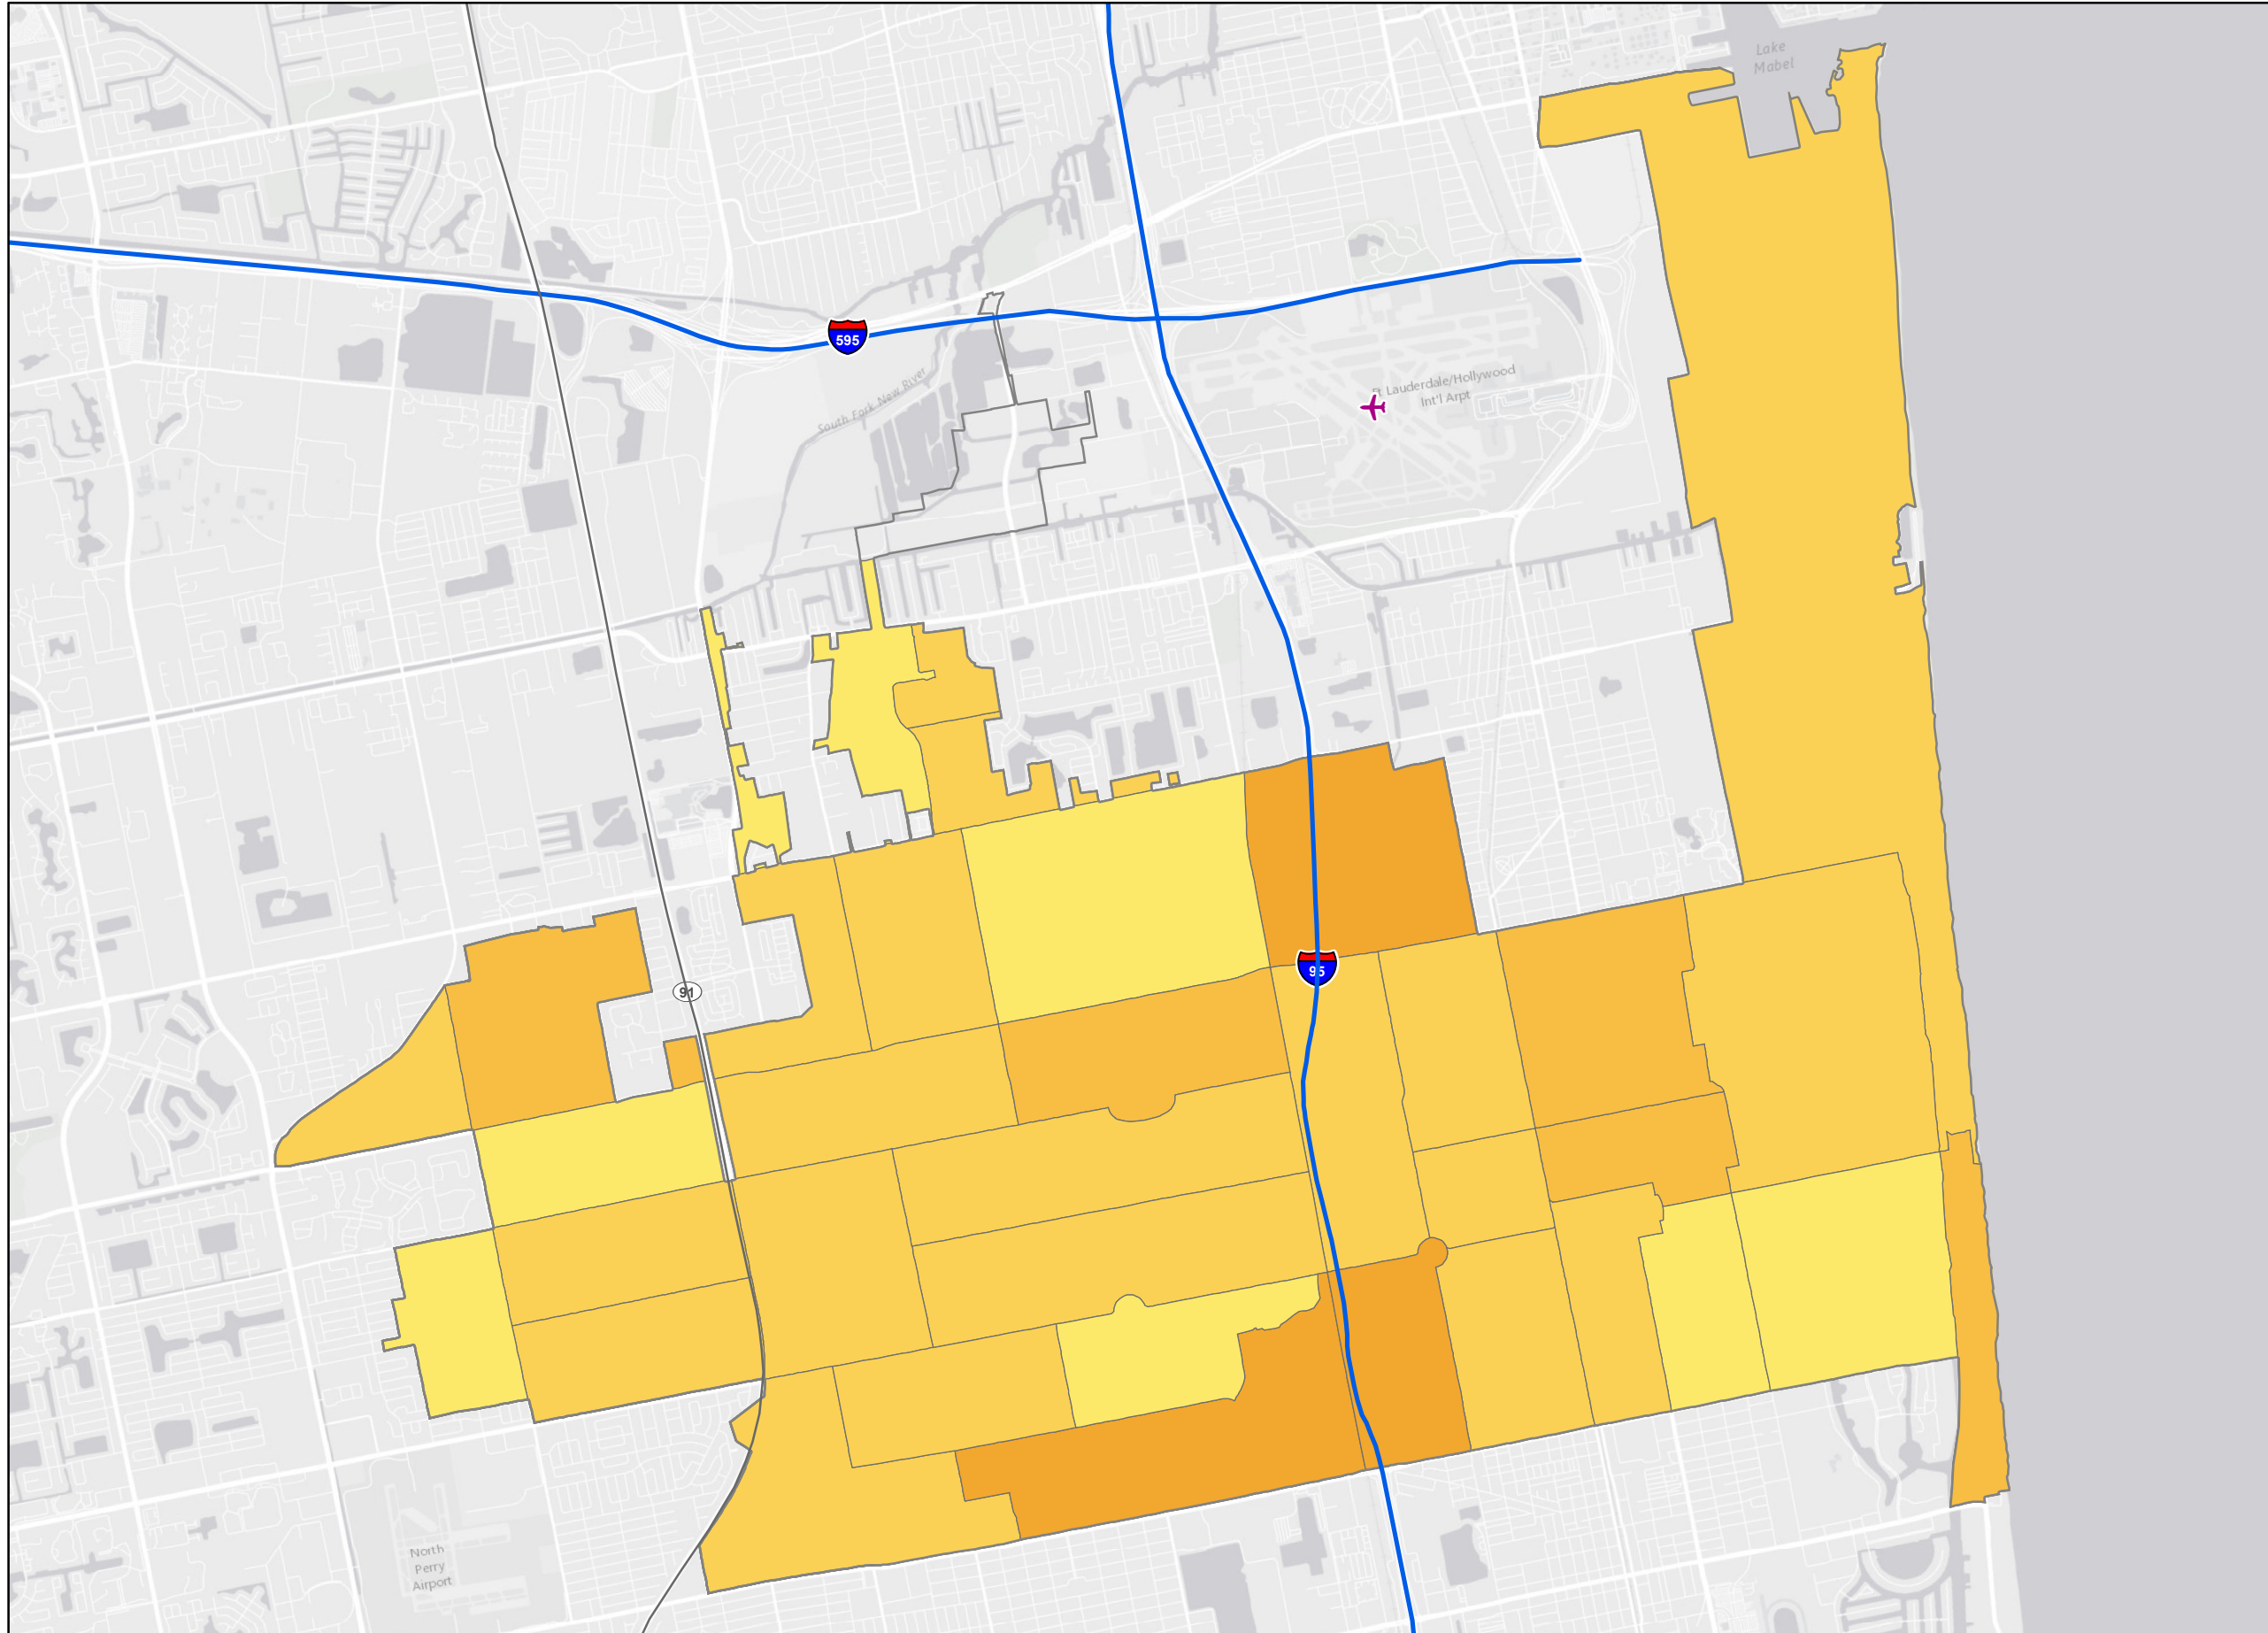 Lake
Mabel
595
South Fork New River
Ft Lauderdale/Hollywood
Int'l Arpt
95
91
North
Perry
Airport